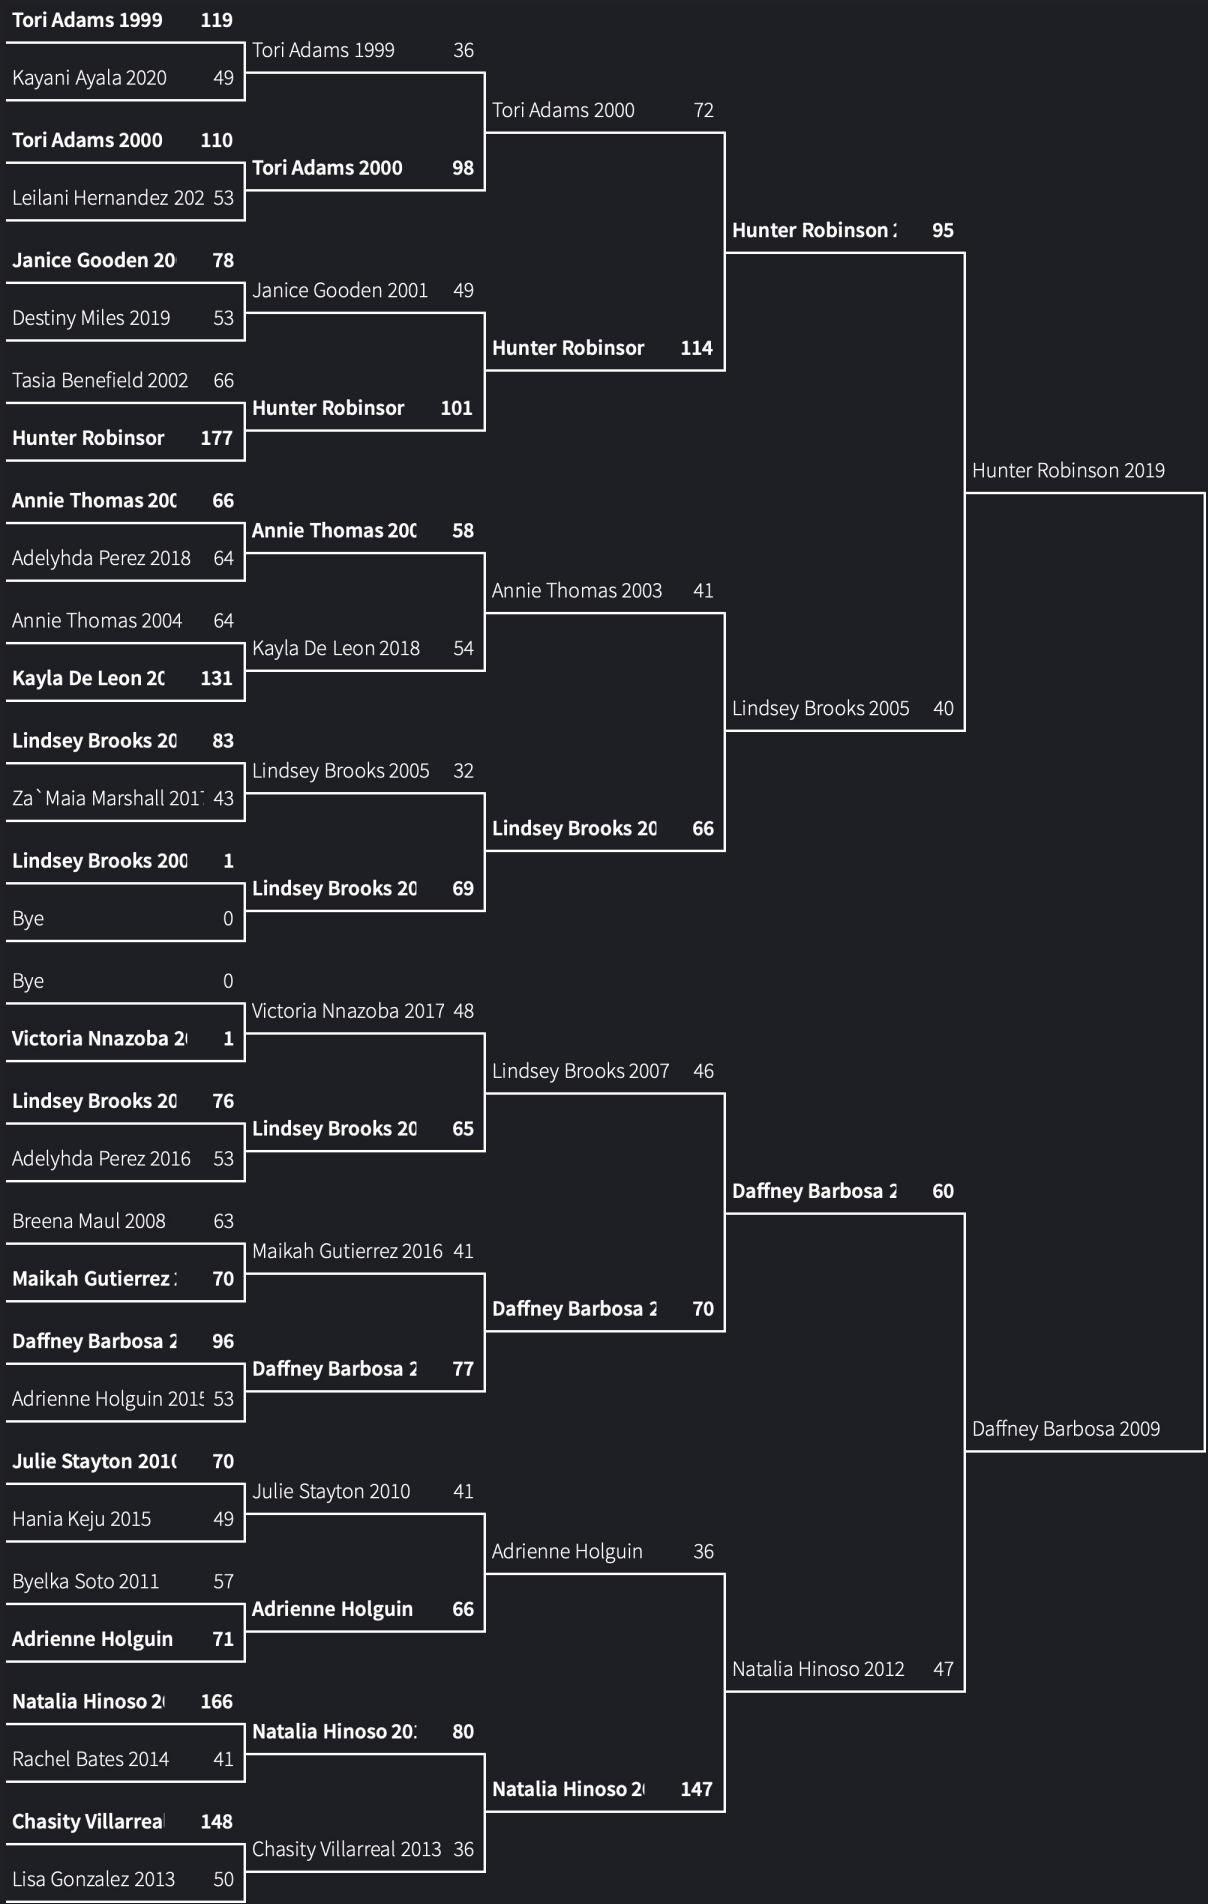 Tori Adams 1999 119
Kayani Ayala 2020 49
Tori Adams 2000 110
Leilani Hernandez 202 53
Janice Gooden 20 78
Destiny Miles 2019 53
Tasia Benefield 2002 66
Hunter Robinsor 177
Annie Thomas 200 66
Adelyhda Perez 2018 64
Annie Thomas 2004 64
Kayla De Leon 20 131
Lindsey Brooks 20 83
Za`Maia Marshall 2017 43
Lindsey Brooks 200 1
Bye 0
Bye 0
Victoria Nnazoba 2 1
Lindsey Brooks 20 76
Adelyhda Perez 2016 53
Breena Maul 2008 63
Maikah Gutierrez 70
Daffney Barbosa 2 96
Adrienne Holguin 2015 53
Julie Stayton 2010 70
Hania Keju 2015 49
Byelka Soto 2011 57
Adrienne Holguin 71
Natalia Hinoso 2 166
Rachel Bates 2014 41
Chasity Villarrea 148
Lisa Gonzalez 2013 50
Tori Adams 1999 36
Tori Adams 2000 98
Janice Gooden 2001 49
Hunter Robinsor 101
Annie Thomas 200 58
Kayla De Leon 2018 54
Lindsey Brooks 2005 32
Lindsey Brooks 20 69
Victoria Nnazoba 2017 48
Lindsey Brooks 20 65
Maikah Gutierrez 2016 41
Daffney Barbosa 2 77
Julie Stayton 2010 41
Adrienne Holguin 66
Natalia Hinoso 20 80
Chasity Villarreal 2013 36
Tori Adams 2000 72
Hunter Robinsor 114
Annie Thomas 2003 41
Lindsey Brooks 20 66
Lindsey Brooks 2007 46
Daffney Barbosa 2 70
Adrienne Holguin 36
Natalia Hinoso 2 147
Hunter Robinson 95
Lindsey Brooks 2005 40
Daffney Barbosa 2 60
Natalia Hinoso 2012 47
Hunter Robinson 2019
Daffney Barbosa 2009